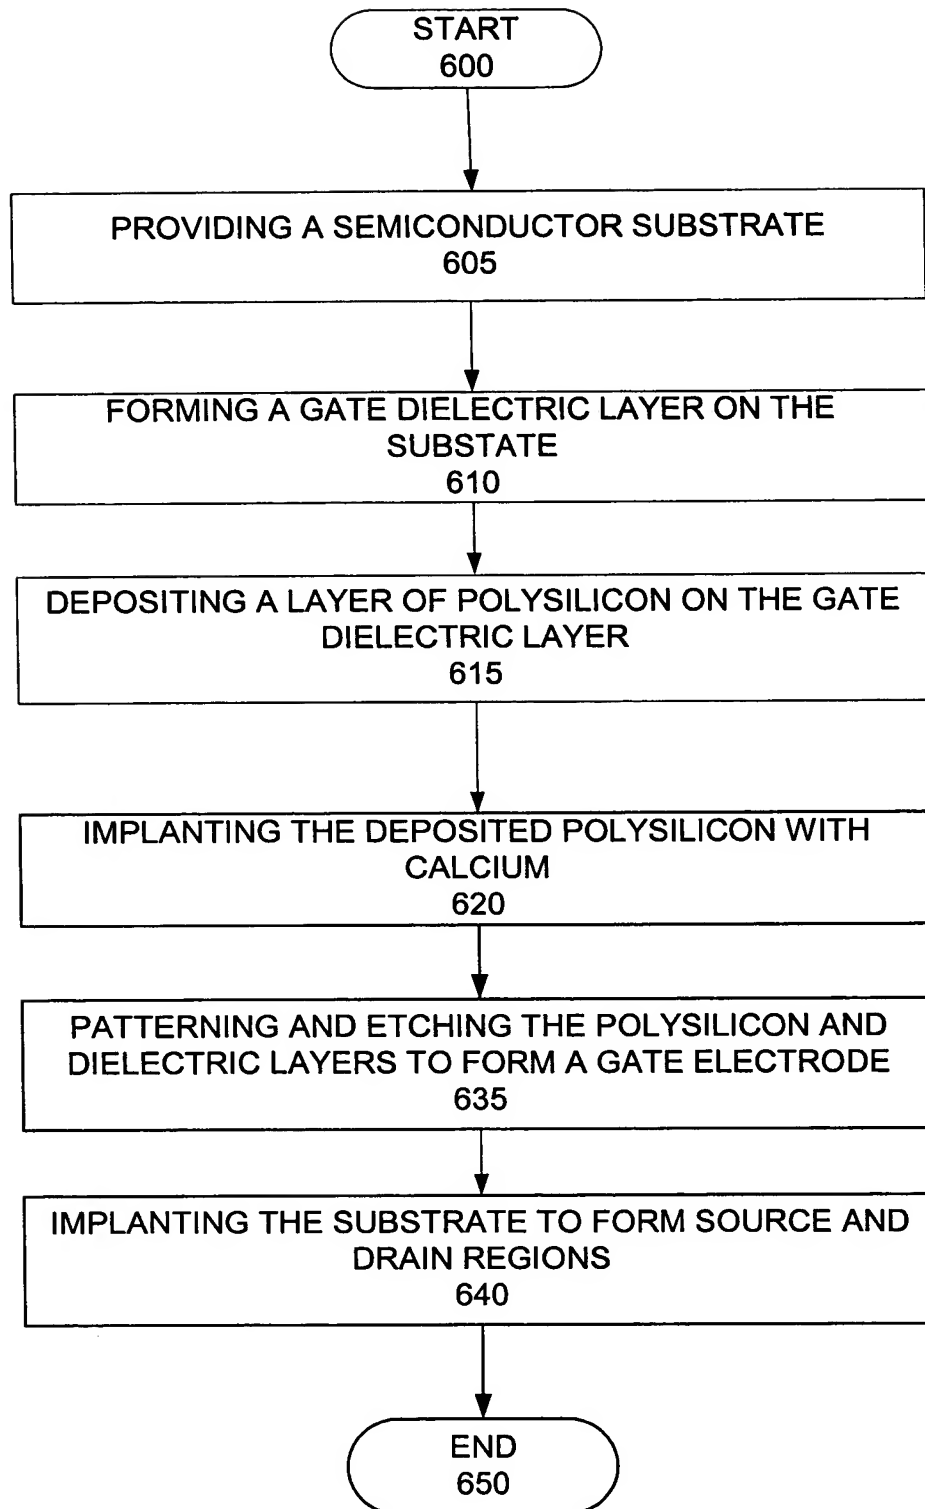 START
600
PROVIDING A SEMICONDUCTOR SUBSTRATE
605
FORMING A GATE DIELECTRIC LAYER ON THE
SUBSTATE
610
DEPOSITING A LAYER OF POLYSILICON ON THE GATE
DIELECTRIC LAYER
615
IMPLANTING THE DEPOSITED POLYSILICON WITH
CALCIUM
620
PATTERNING AND ETCHING THE POLYSILICON AND
DIELECTRIC LAYERS TO FORM A GATE ELECTRODE
635
IMPLANTING THE SUBSTRATE TO FORM SOURCE AND
DRAIN REGIONS
640
END
650